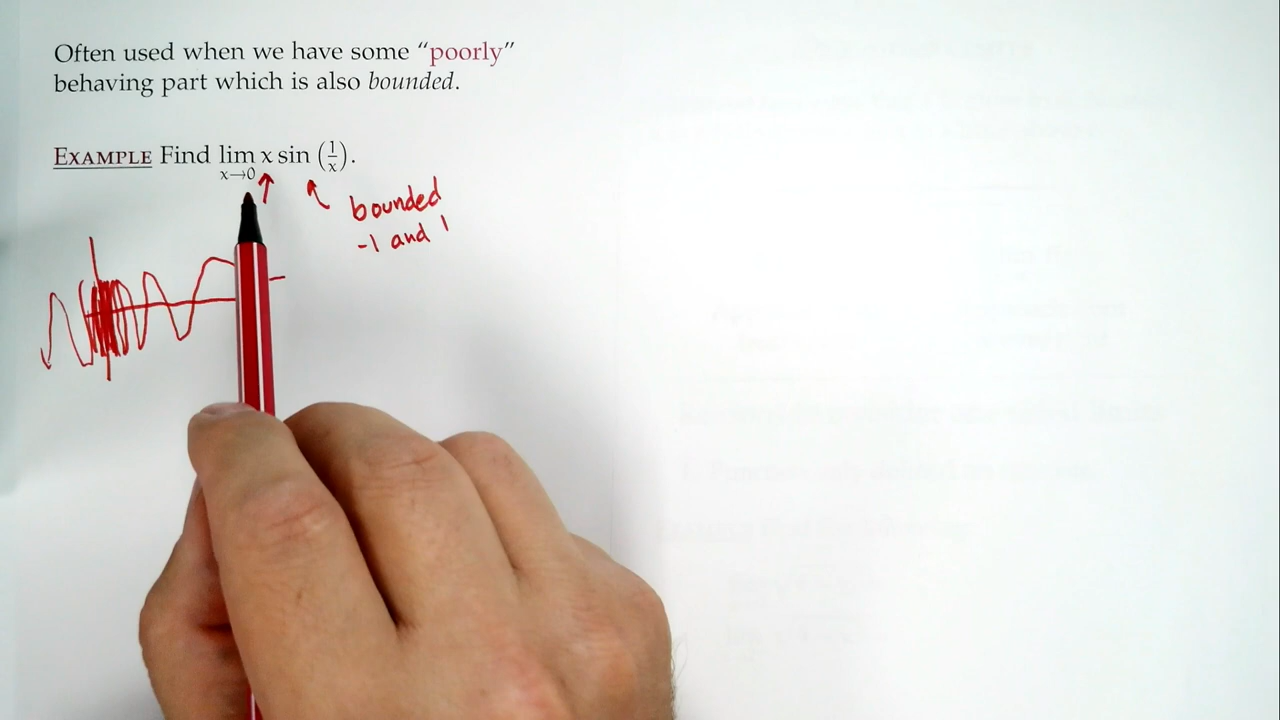 Often used when we have some “poorly”
behaving part which is also bounded.
EXAMPLE Find lim x→0 x sin (1/x).
bounded
-1 and 1